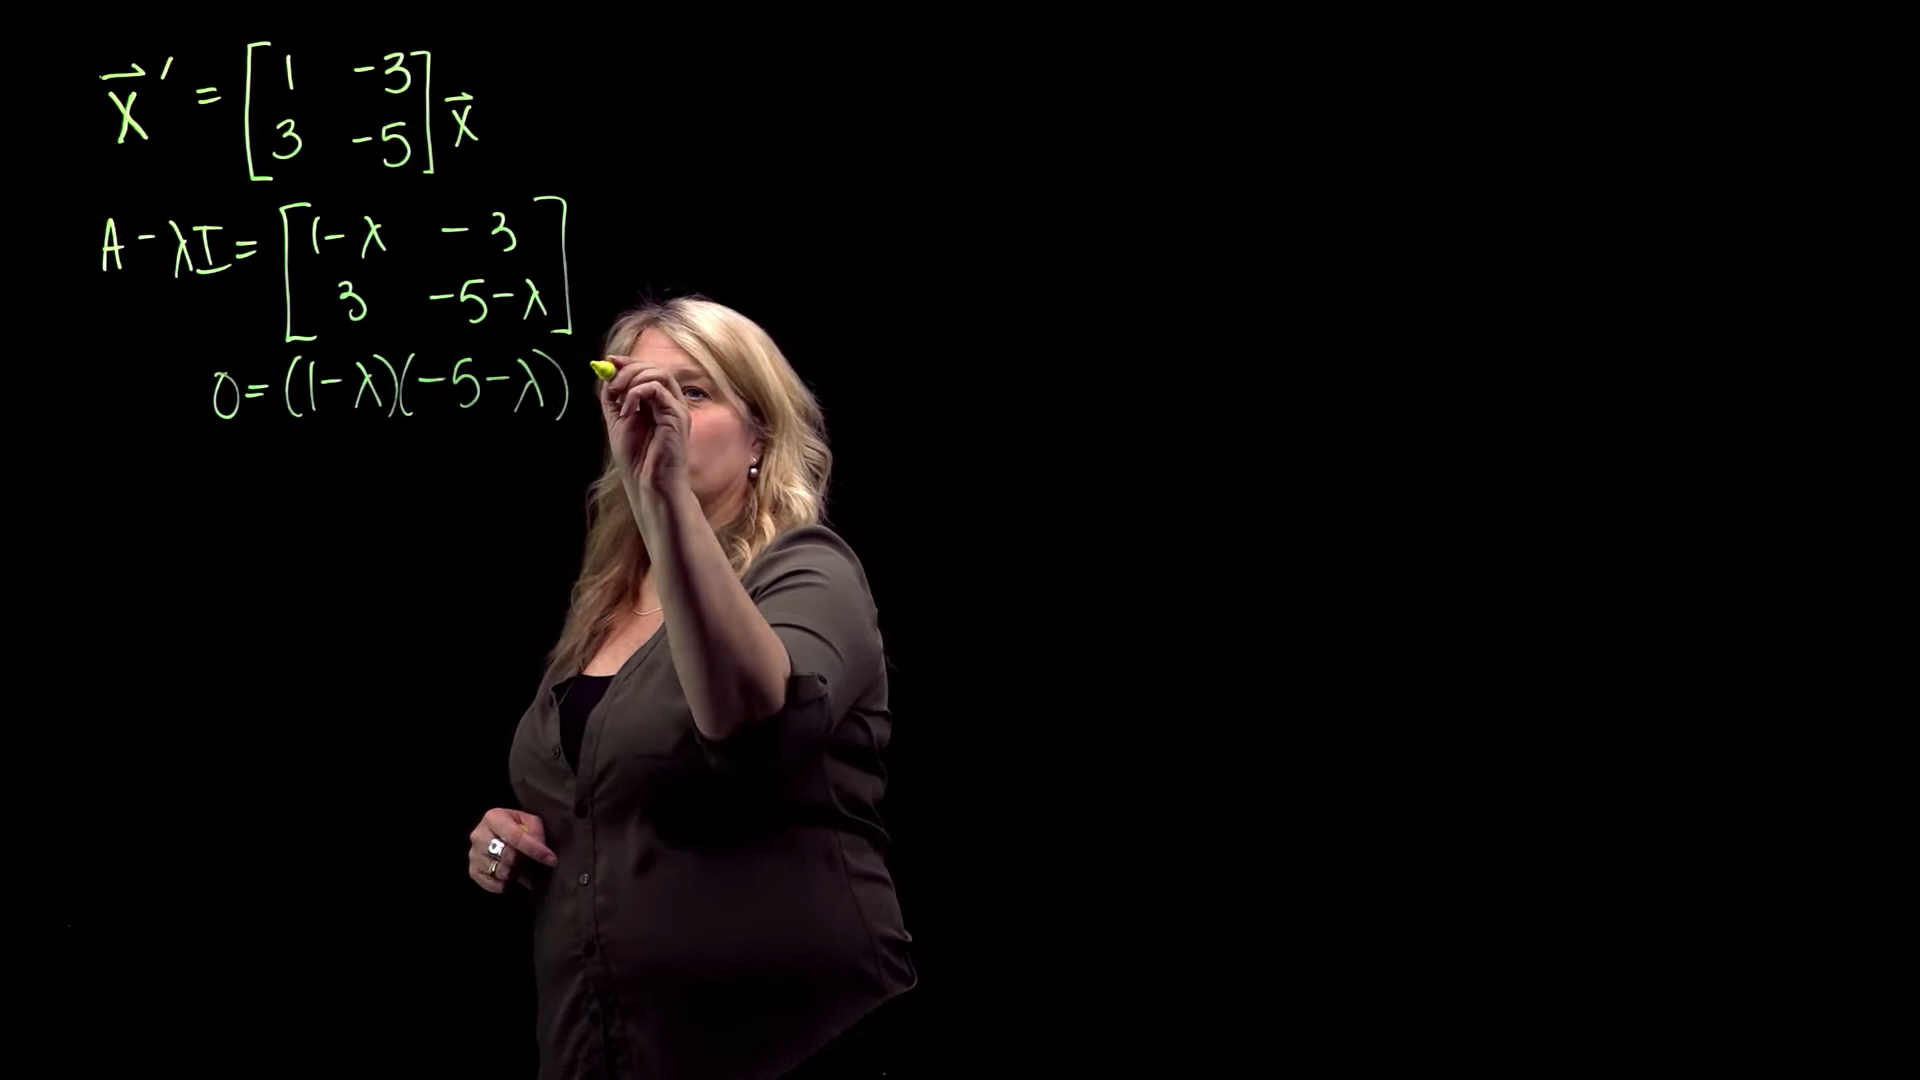 x⃗' = [1 -3
3 -5] x⃗
A - λI = [1-λ -3
3 -5-λ]
0 = (1-λ)(-5-λ)